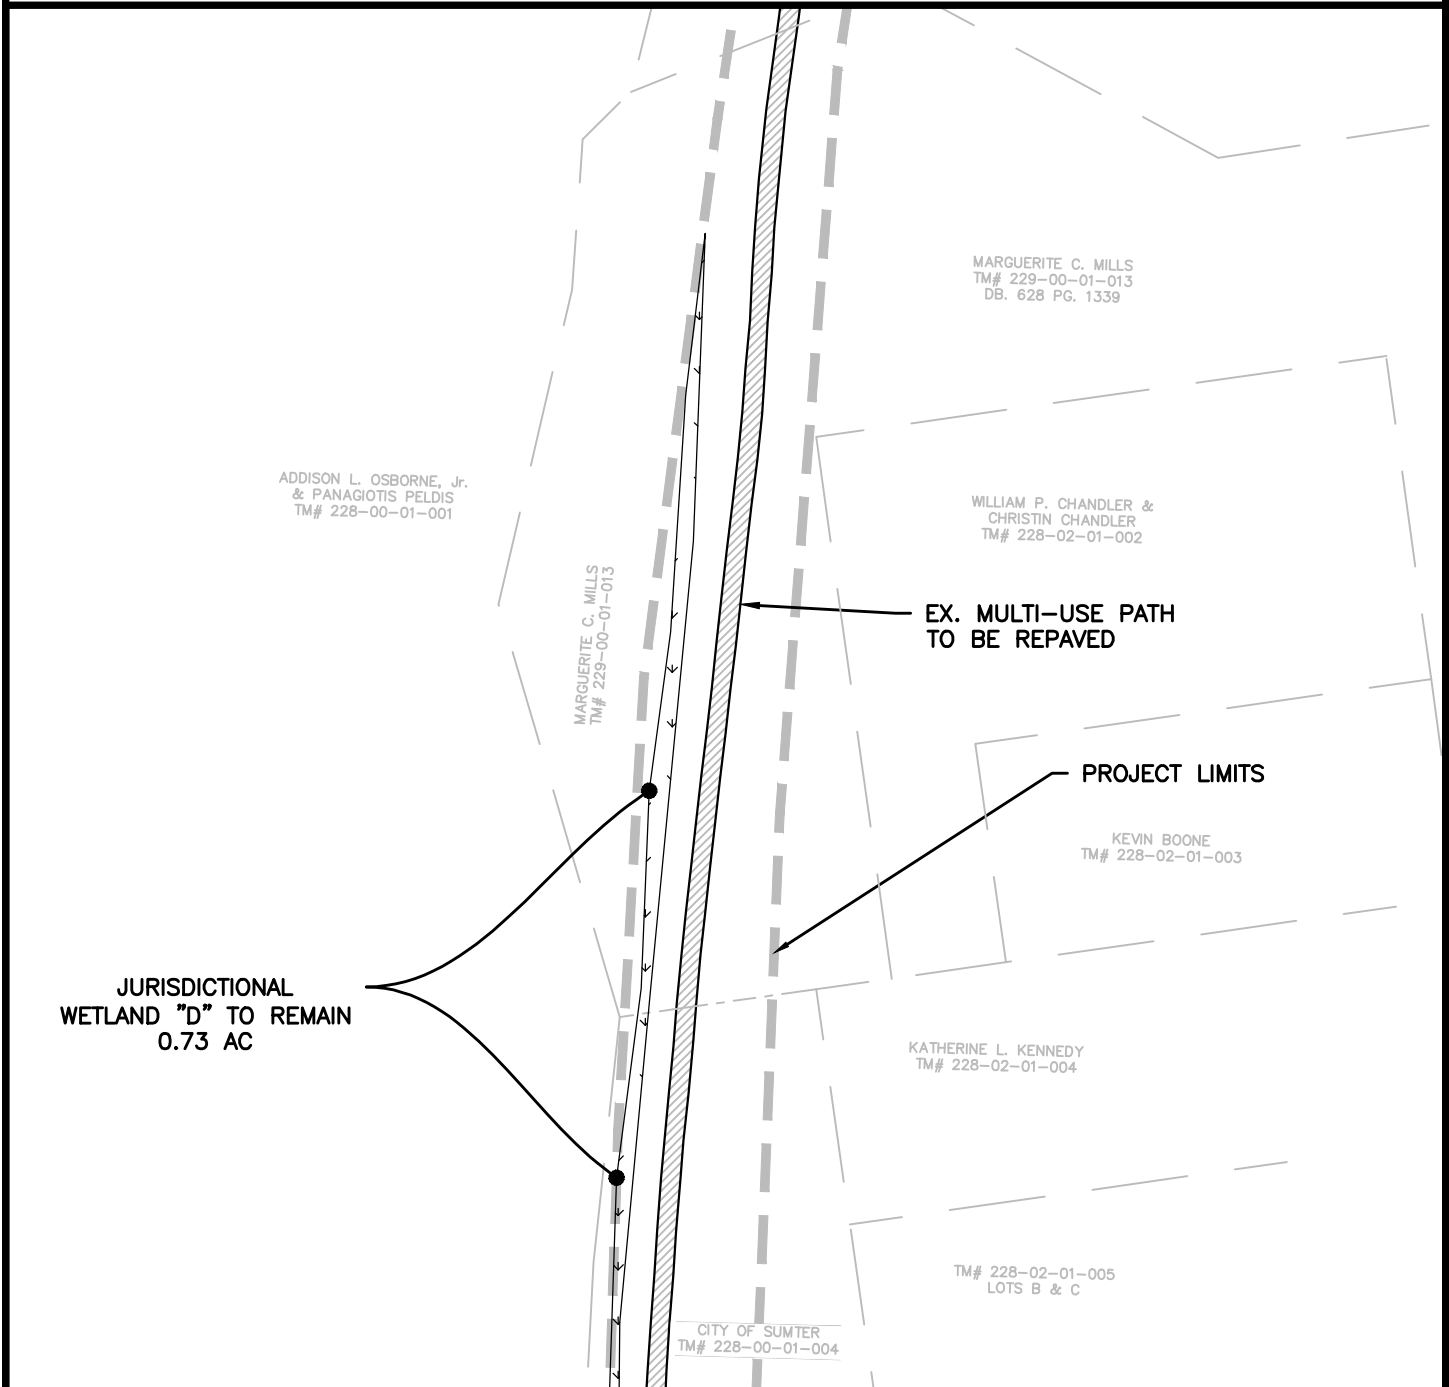 MARGUERITE C. MILLS
TM# 229-00-01-013
DB. 628 PG. 1339
ADDISON L. OSBORNE, Jr.
& PANAGIOTIS PELDIS
TM# 228-00-01-001
WILLIAM P. CHANDLER &
CHRISTIN CHANDLER
TM# 228-02-01-002
MARGUERITE C. MILLS
TM# 229-00-01-013
EX. MULTI-USE PATH
TO BE REPAVED
PROJECT LIMITS
KEVIN BOONE
TM# 228-02-01-003
JURISDICTIONAL
WETLAND "D" TO REMAIN
0.73 AC
KATHERINE L. KENNEDY
TM# 228-02-01-004
TM# 228-02-01-005
LOTS B & C
CITY OF SUMTER
TM# 228-00-01-004